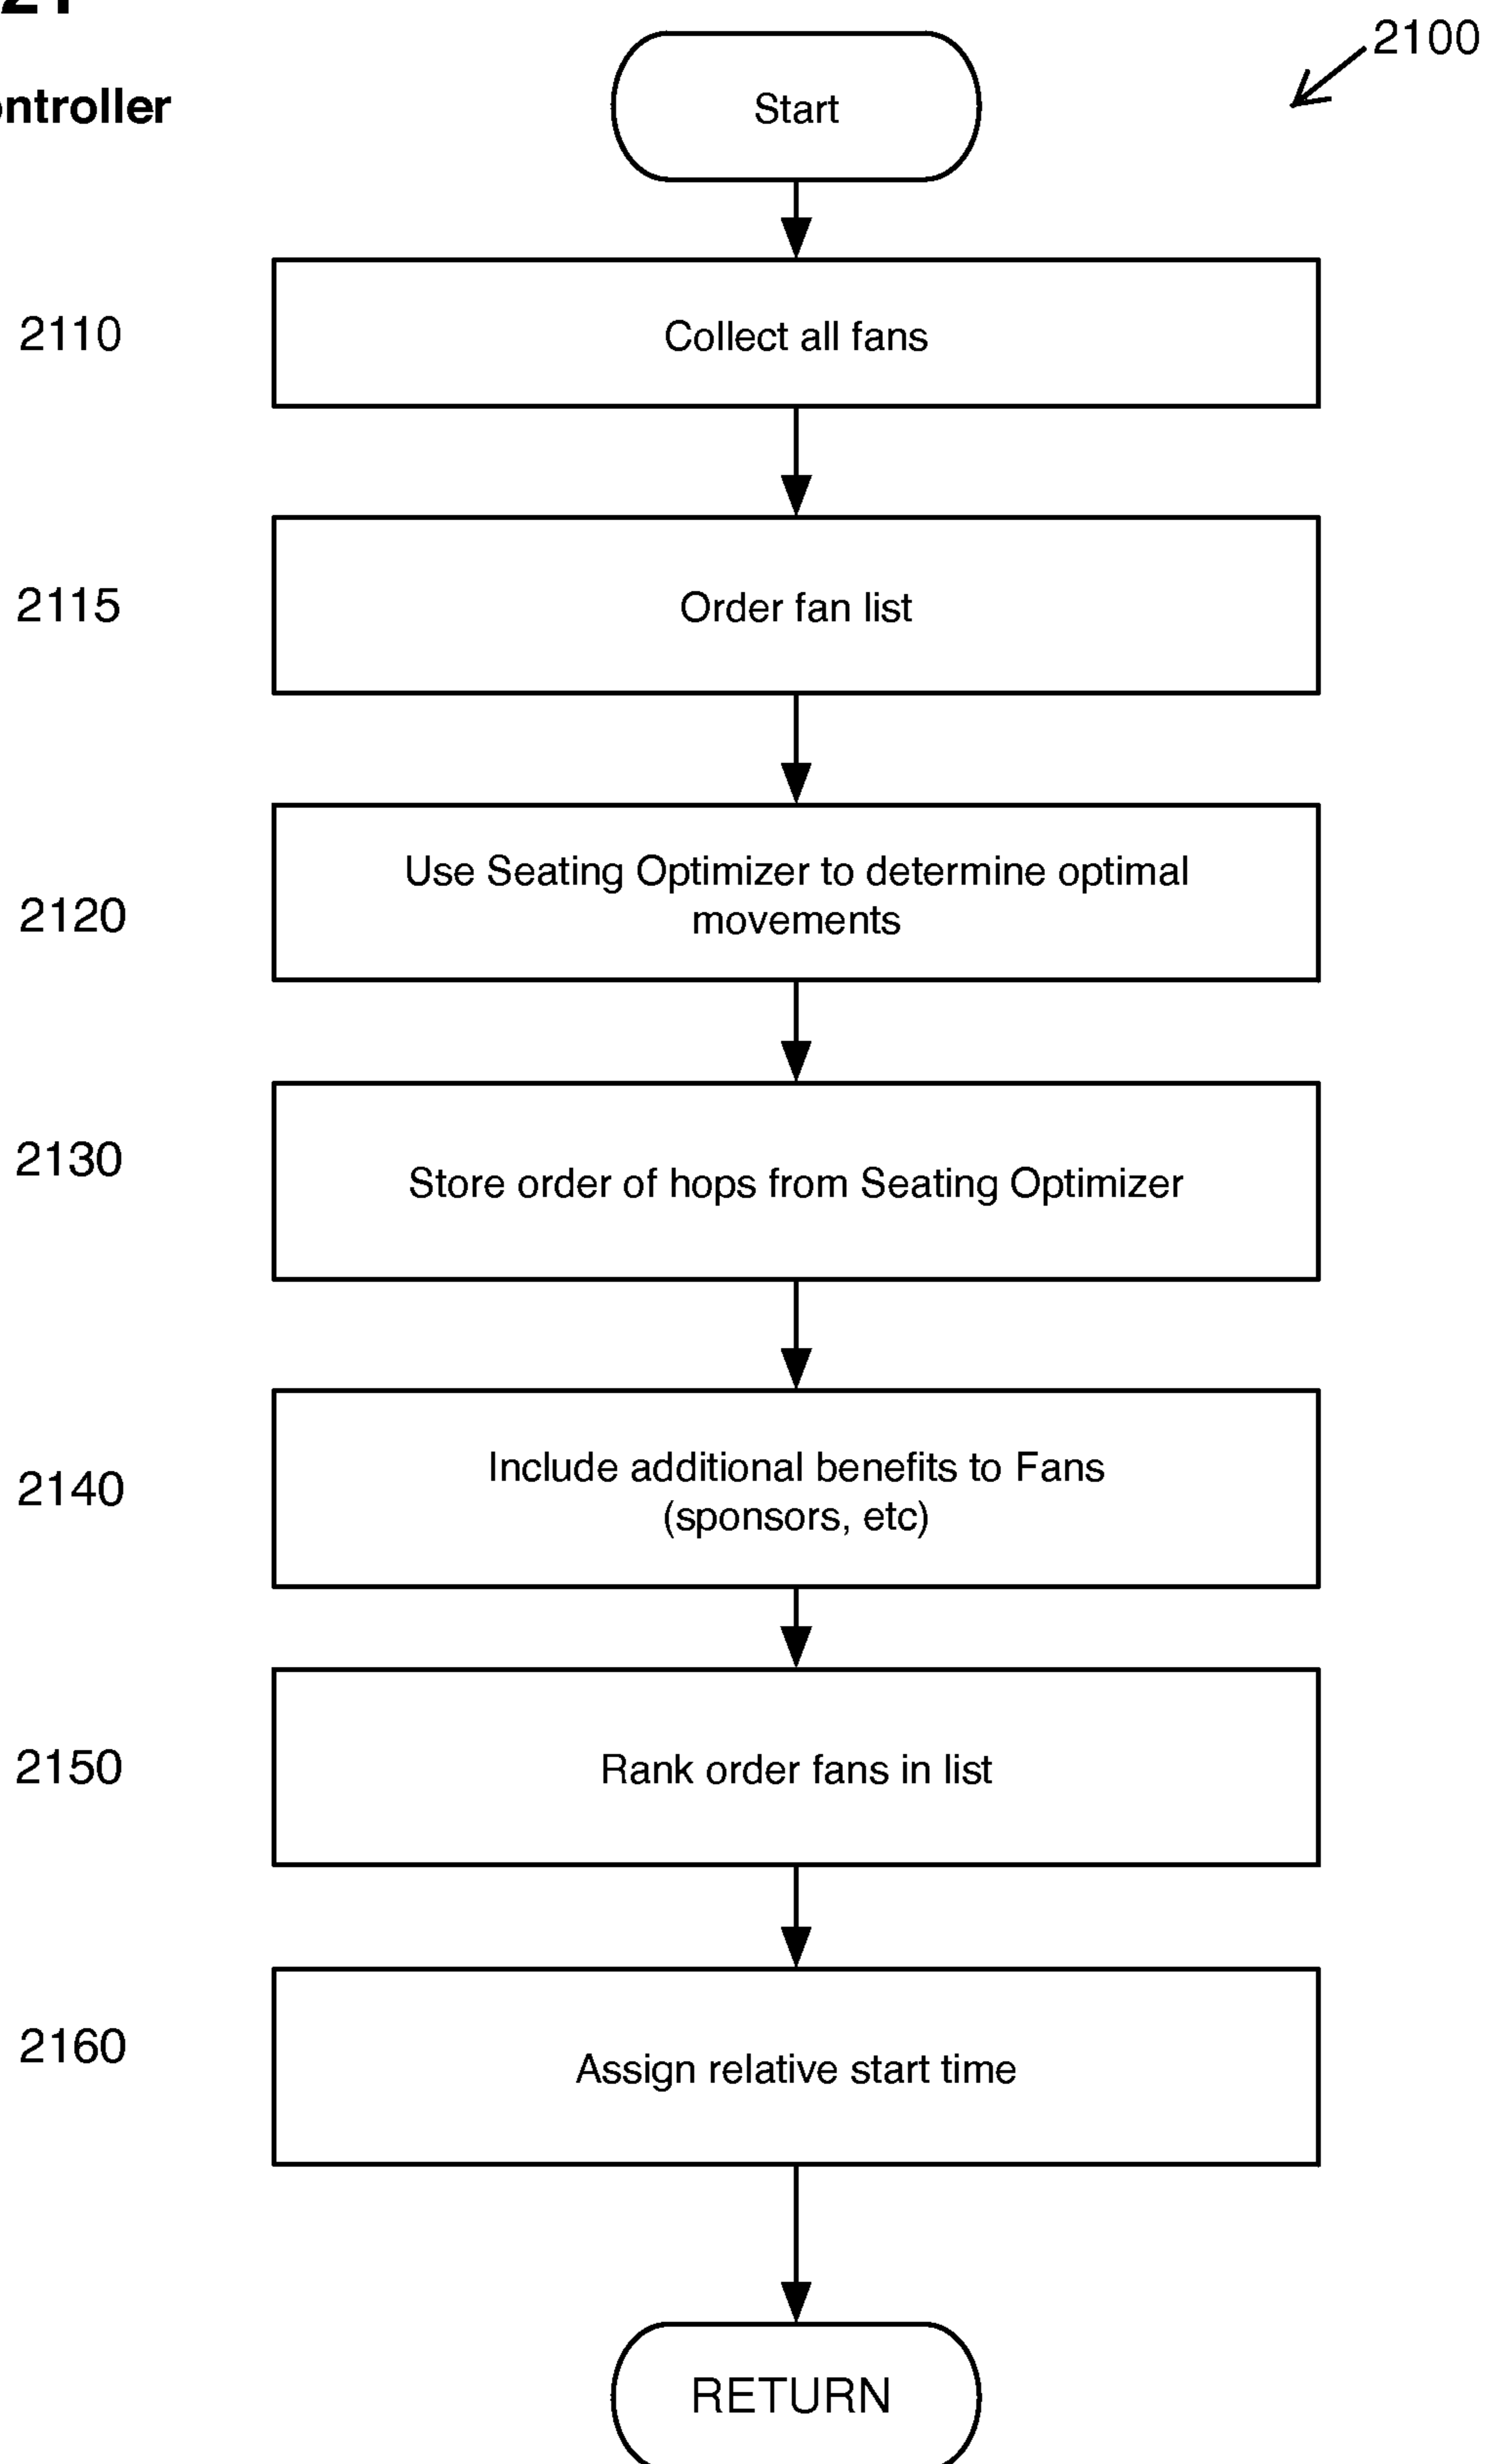 2100
Start
2110
Collect all fans
2115
Order fan list
2120
Use Seating Optimizer to determine optimal
movements
2130
Store order of hops from Seating Optimizer
2140
Include additional benefits to Fans
(sponsors, etc)
2150
Rank order fans in list
2160
Assign relative start time
RETURN